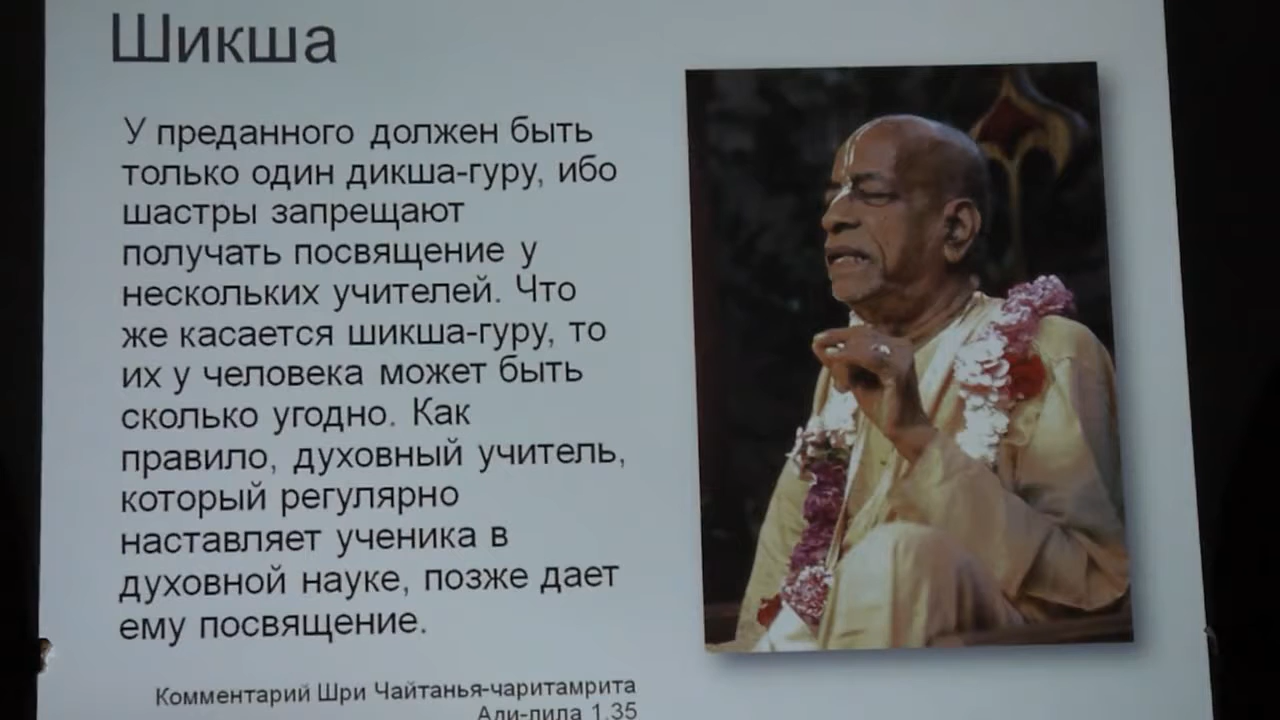 Шикша
У преданного должен быть
только один дикша-гуру, ибо
шастры запрещают
получать посвящение у
нескольких учителей. Что
же касается шикша-гуру, то
их у человека может быть
сколько угодно. Как
правило, духовный учитель,
который регулярно
наставляет ученика в
духовной науке, позже дает
ему посвящение.
Комментарий Шри Чайтанья-чаритамрита
Ади-лила 1.35